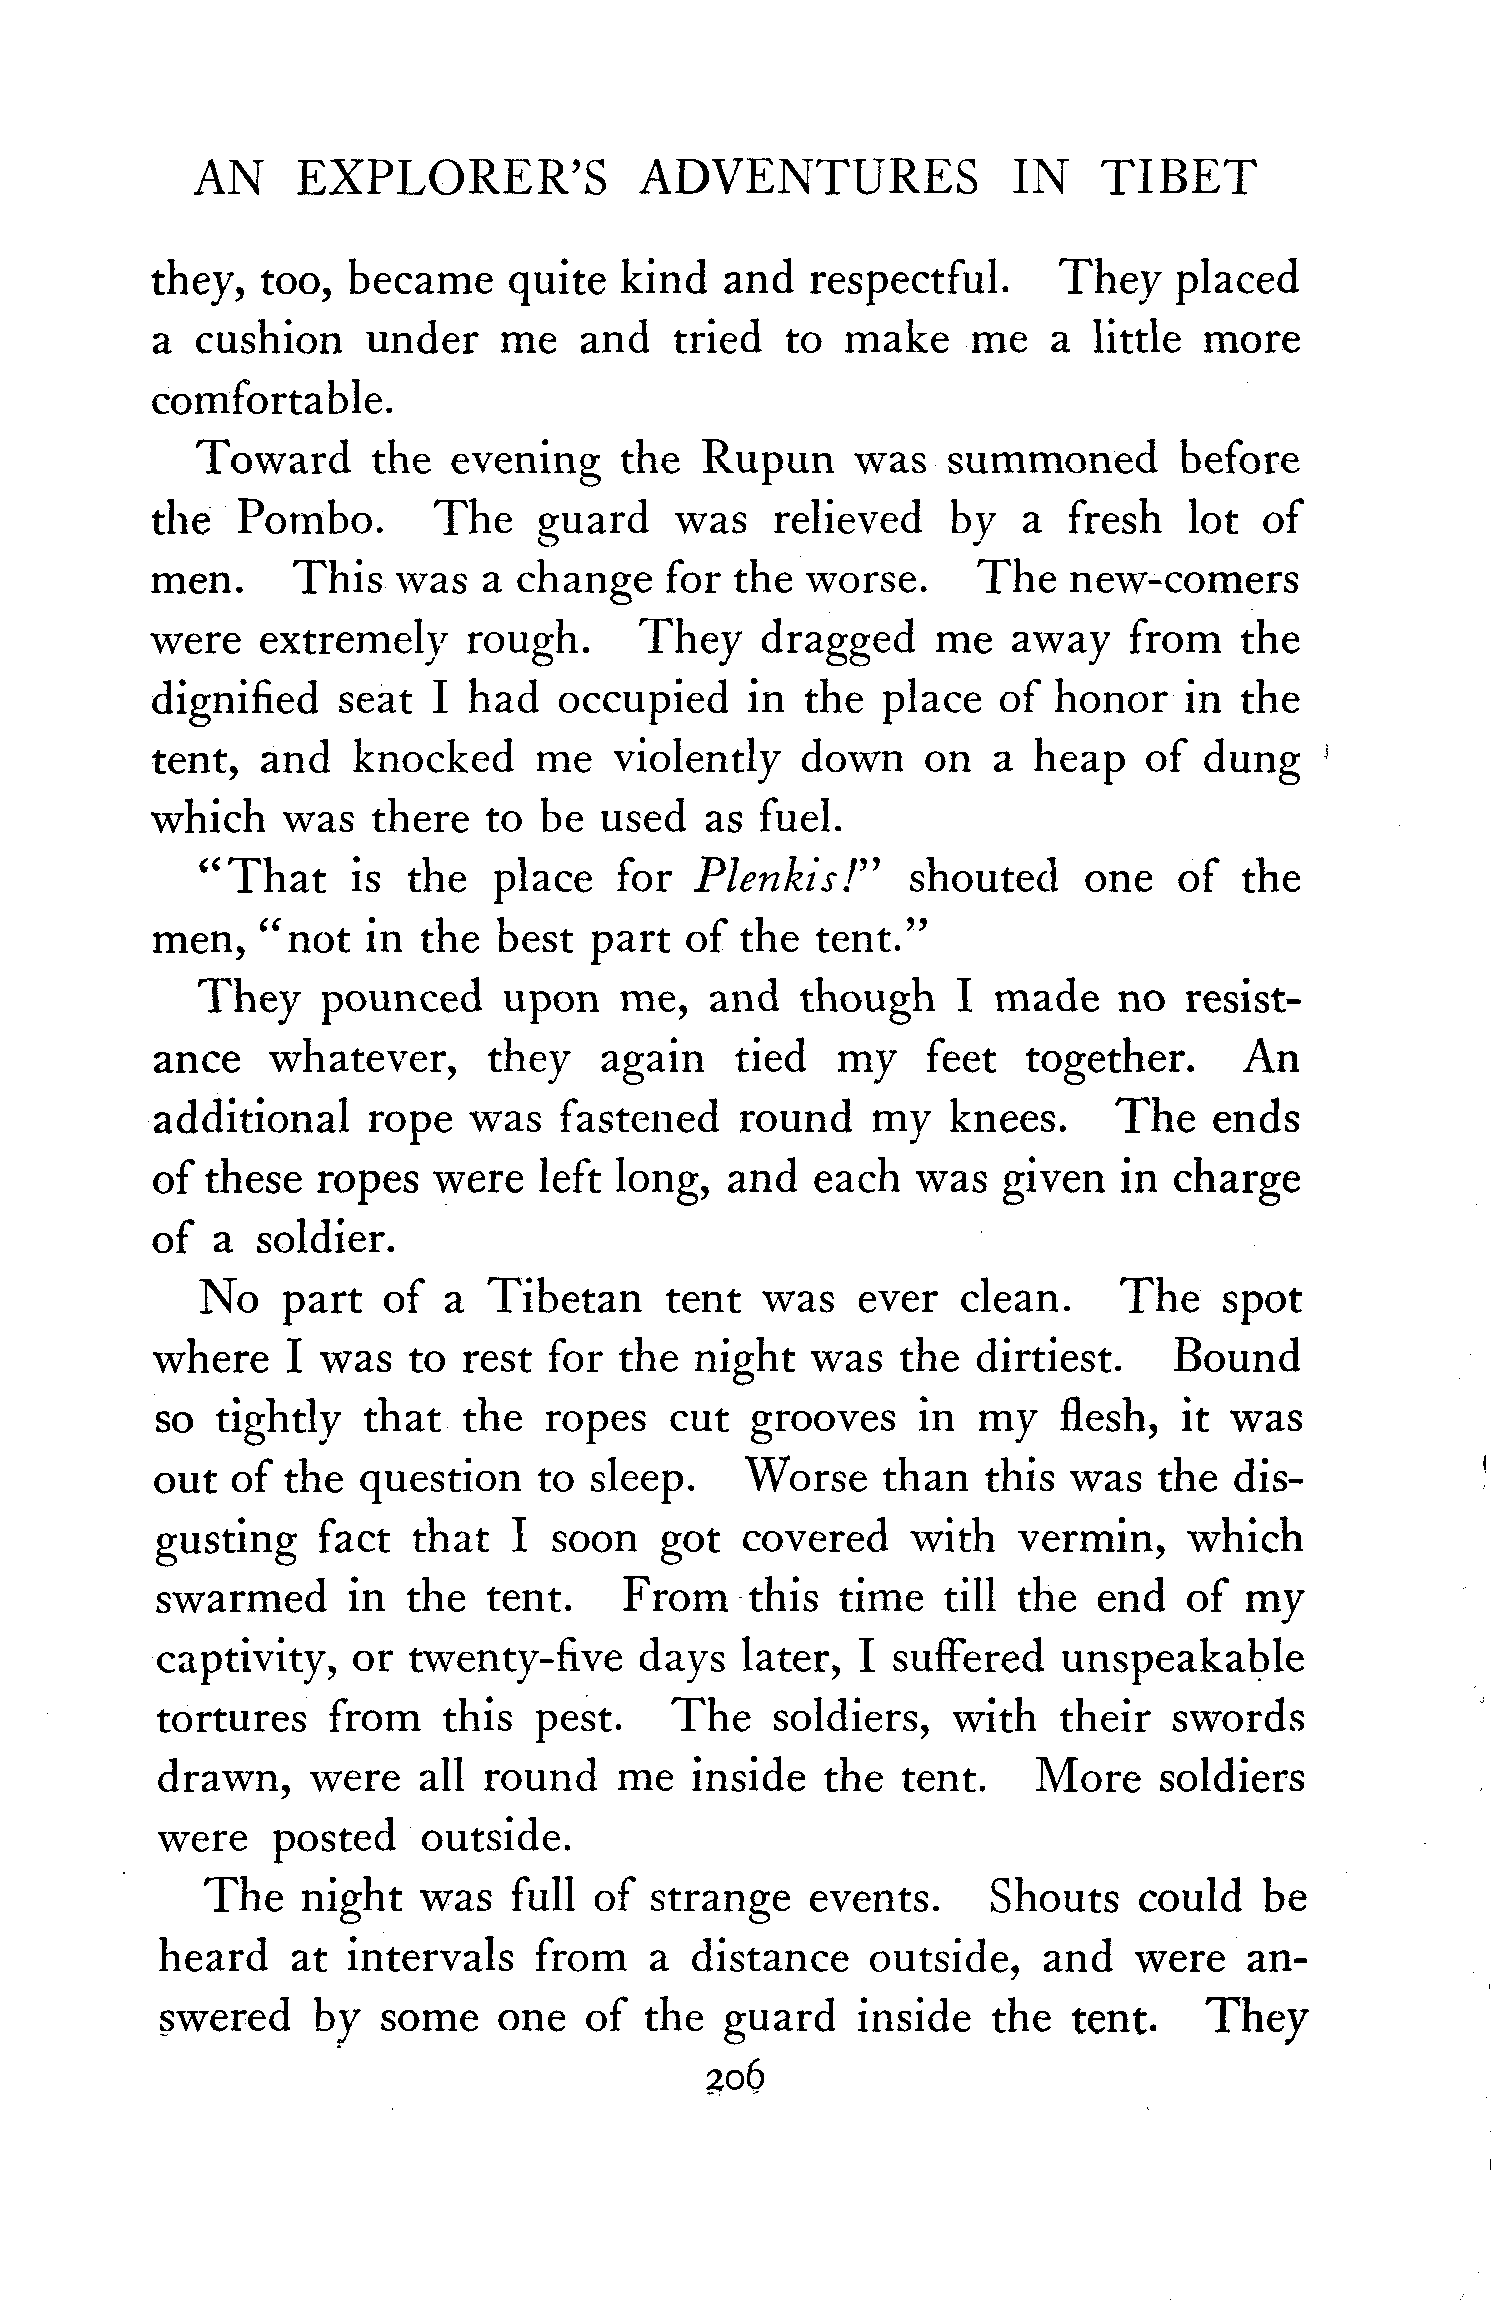 AN EXPLORER'S ADVENTURES IN TIBET
they, too, became quite kind and respectful. They placed
a cushion under me and tried to make me a little more
comfortable.
Toward the evening the Rupun was summoned before
the Pombo. The guard was relieved by a fresh lot of
men. This was a change for the worse. The new-comers
were extremely rough. They dragged me away from the
dignified seat I had occupied in the place of honor in the
tent, and knocked me violently down on a heap of dung
which was there to be used as fuel.
"That is the place for Plenkis!" shouted one of the
men, "not in the best part of the tent."
They pounced upon me, and though I made no resist-
ance whatever, they again tied my feet together. An
additional rope was fastened round my knees. The ends
of these ropes were left long, and each was given in charge
of a soldier.
No part of a Tibetan tent was ever clean. The spot
where I was to rest for the night was the dirtiest. Bound
so tightly that the ropes cut grooves in my flesh, it was
out of the question to sleep. Worse than this was the dis-
gusting fact that I soon got covered with vermin, which
swarmed in the tent. From this time till the end of my
captivity, or twenty-five days later, I suffered unspeakable
tortures from this pest. The soldiers, with their swords
drawn, were all round me inside the tent. More soldiers
were posted outside.
The night was full of strange events. Shouts could be
heard at intervals from a distance outside, and were an-
swered by some one of the guard inside the tent. They
206